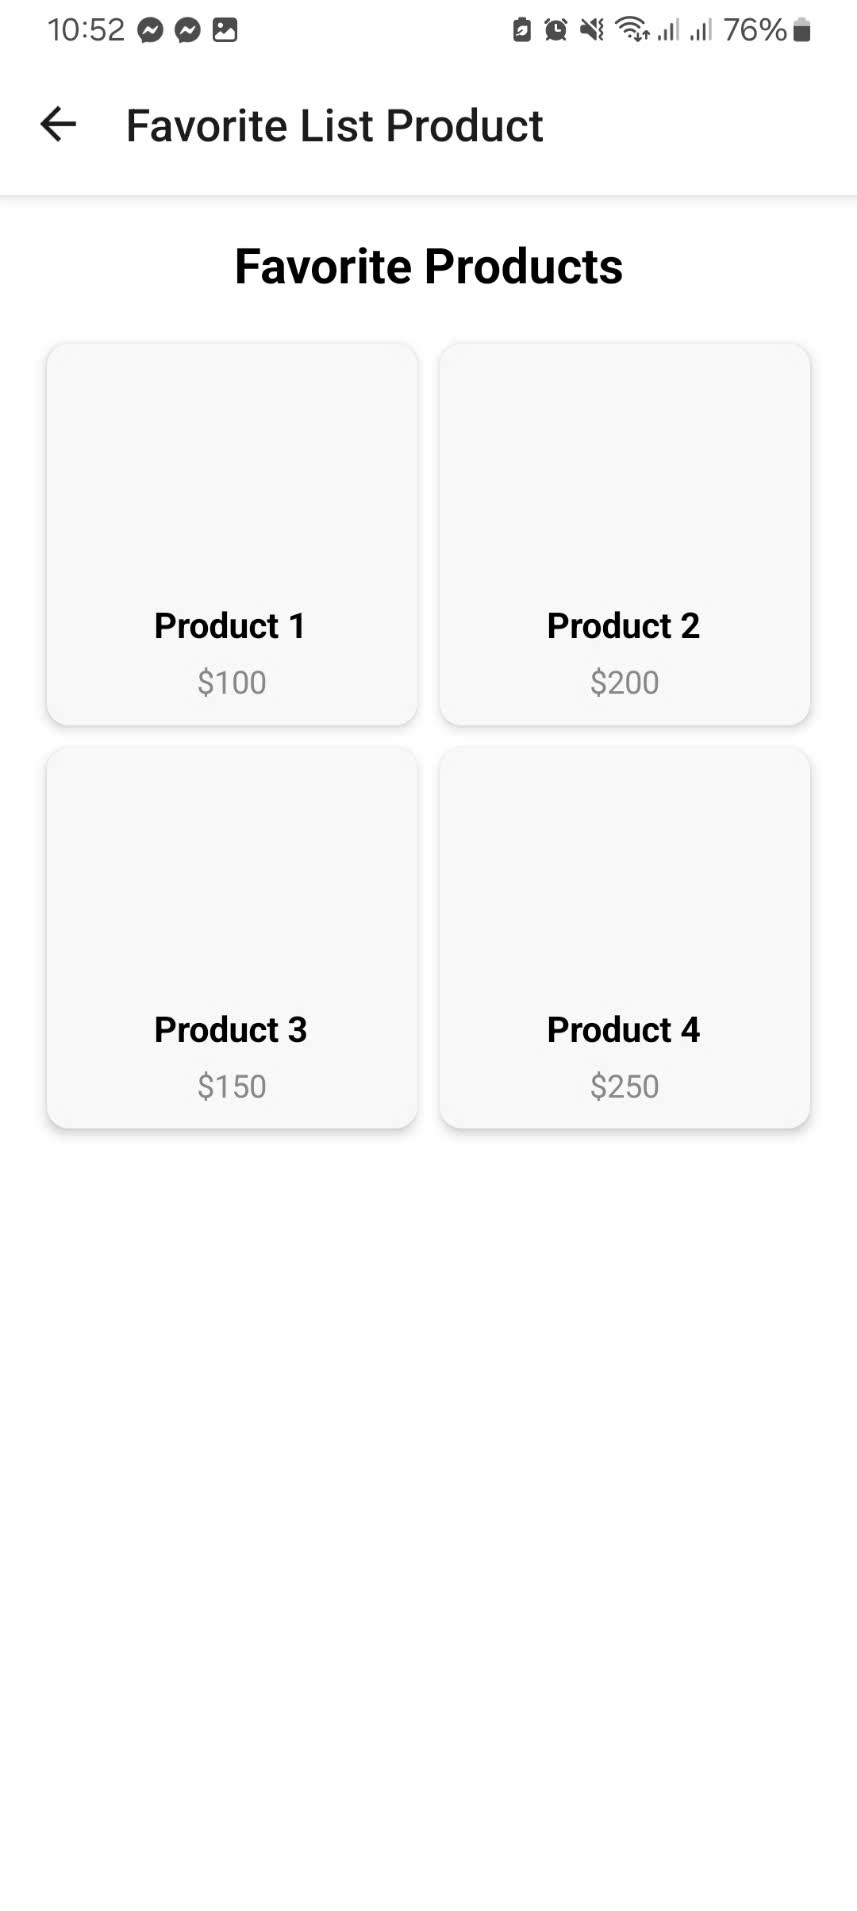 10:52 76%
Favorite List Product
Favorite Products
Product 1 Product 2
$100 $200
Product 3 Product 4
$150 $250